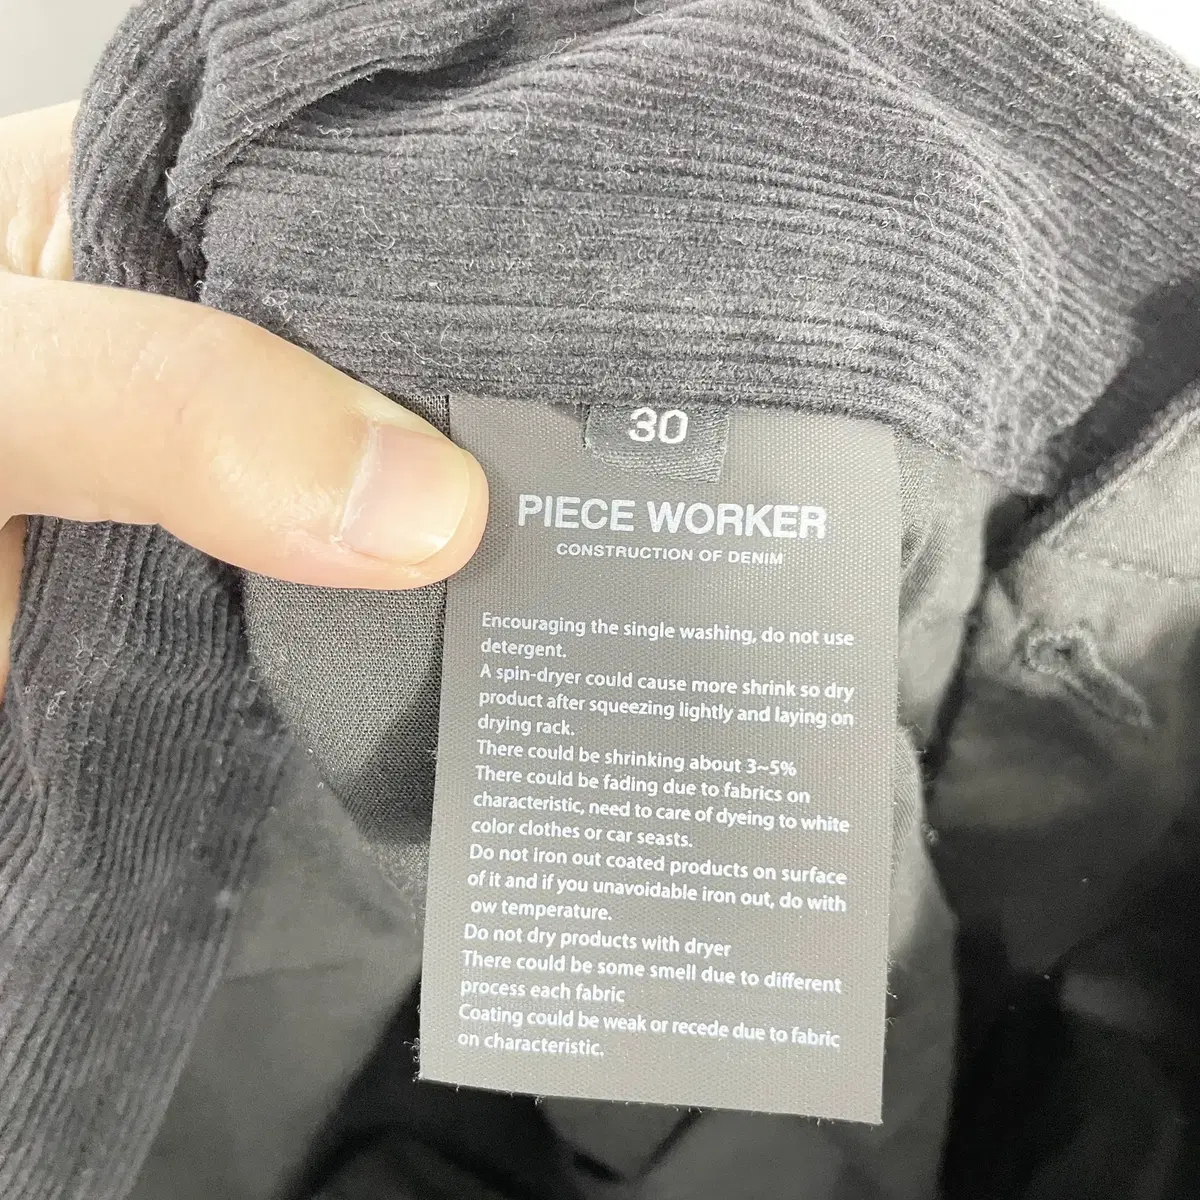 30
PIECE WORKER
CONSTRUCTION OF DENIM
Encouraging the single washing, do not use
detergent.
A spin-dryer could cause more shrink so dry
product after squeezing lightly and laying on
drying rack.
There could be shrinking about 3~5%
There could be fading due to fabrics on
characteristic, need to care of dyeing to white
color clothes or car seasts.
Do not iron out coated products on surface
of it and if you unavoidable iron out, do with
ow temperature.
Do not dry products with dryer
There could be some smell due to different
process each fabric
Coating could be weak or recede due to fabric
on characteristic.